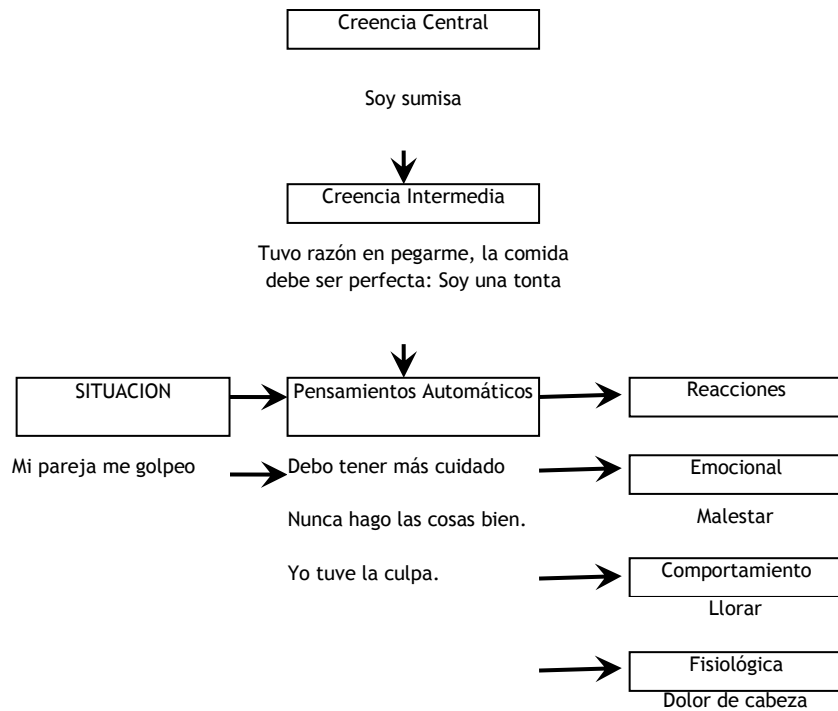 Creencia Central
Soy sumisa
Creencia Intermedia
Tuvo razón en pegarme, la comida
debe ser perfecta: Soy una tonta
SITUACION
Pensamientos Automáticos
Reacciones
Mi pareja me golpeo
Debo tener más cuidado
Emocional
Nunca hago las cosas bien.
Malestar
Yo tuve la culpa.
Comportamiento
Llorar
Fisiológica
Dolor de cabeza